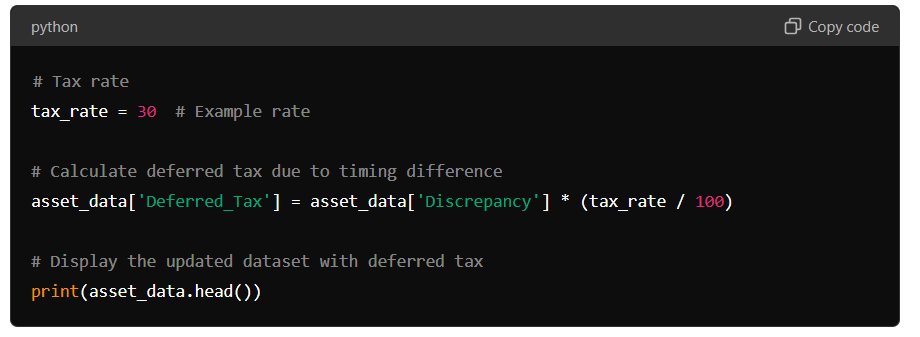 python
Copy code
# Tax rate
tax_rate = 30  # Example rate
# Calculate deferred tax due to timing difference
asset_data['Deferred_Tax'] = asset_data['Discrepancy'] * (tax_rate / 100)
# Display the updated dataset with deferred tax
print(asset_data.head())